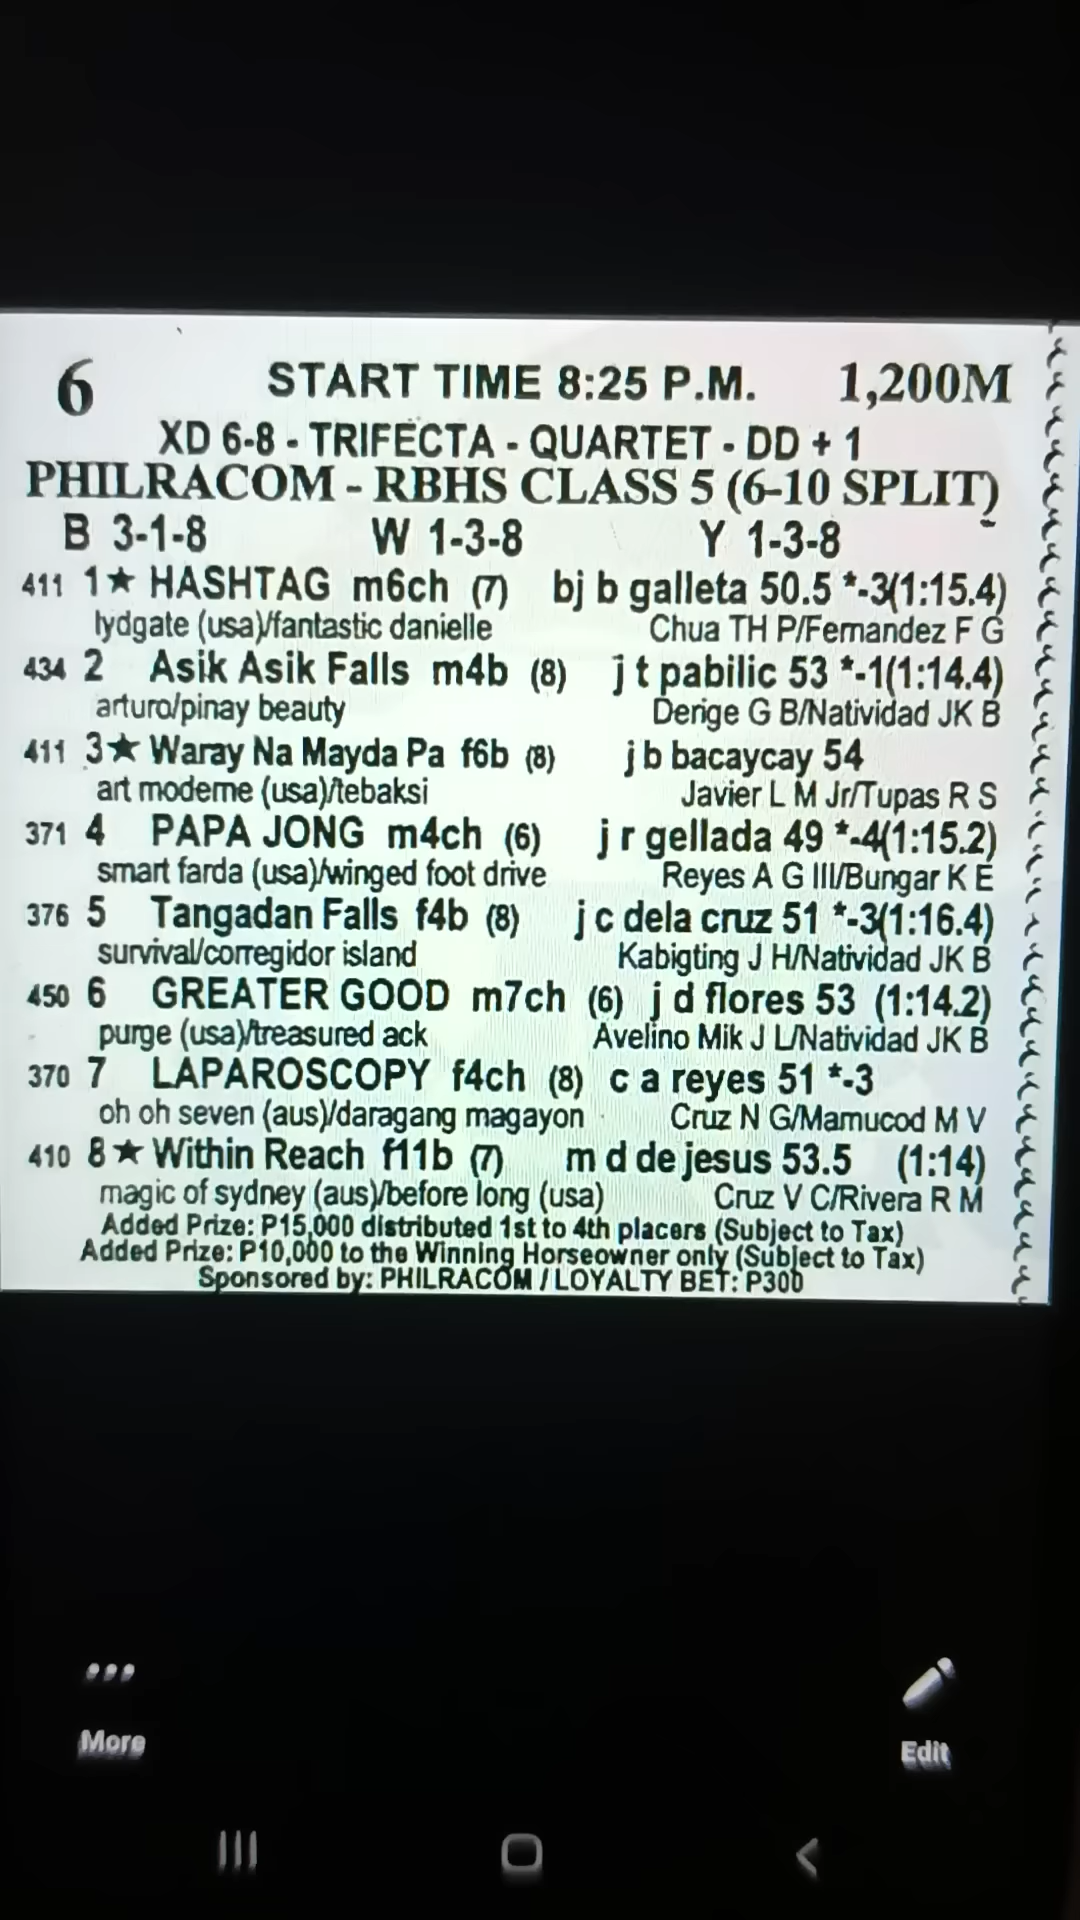 6 START TIME 8:25 P.M. 1,200M
XD 6-8 - TRIFECTA - QUARTET - DD + 1
PHILRACOM - RBHS CLASS 5 (6-10 SPLIT)
B 3-1-8 W 1-3-8 Y 1-3-8
411 1★ HASHTAG m6ch (7) bj b galleta 50.5 *-3(1:15.4)
lydgate (usa)/fantastic danielle Chua TH P/Fernandez F G
434 2 Asik Asik Falls m4b (8) j t pabilic 53 *-1(1:14.4)
arturo/pinay beauty Derige G B/Natividad JK B
411 3★ Waray Na Mayda Pa f6b (8) j b bacaycay 54
art moderne (usa)/tebaksi Javier L M Jr/Tupas R S
371 4 PAPA JONG m4ch (6) j r gellada 49 *-4(1:15.2)
smart farda (usa)/winged foot drive Reyes A G III/Bungar K E
376 5 Tangadan Falls f4b (8) j c dela cruz 51 *-3(1:16.4)
survival/corregidor island Kabigting J H/Natividad JK B
450 6 GREATER GOOD m7ch (6) j d flores 53 (1:14.2)
purge (usa)/treasured ack Avelino Mik J L/Natividad JK B
370 7 LAPAROSCOPY f4ch (8) c a reyes 51 *-3
oh oh seven (aus)/daragang magayon Cruz N G/Mamucod M V
410 8★ Within Reach f11b (7) m d de jesus 53.5 (1:14)
magic of sydney (aus)/before long (usa) Cruz V C/Rivera R M
Added Prize: P15,000 distributed 1st to 4th placers (Subject to Tax)
Added Prize: P10,000 to the Winning Horseowner only (Subject to Tax)
Sponsored by: PHILRACOM / LOYALTY BET: P300
More Edit